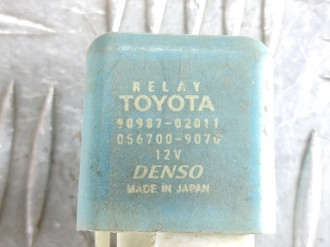 RELAY
TOYOTA
90987-02011
056700-9070
12V
DENSO
MADE IN JAPAN